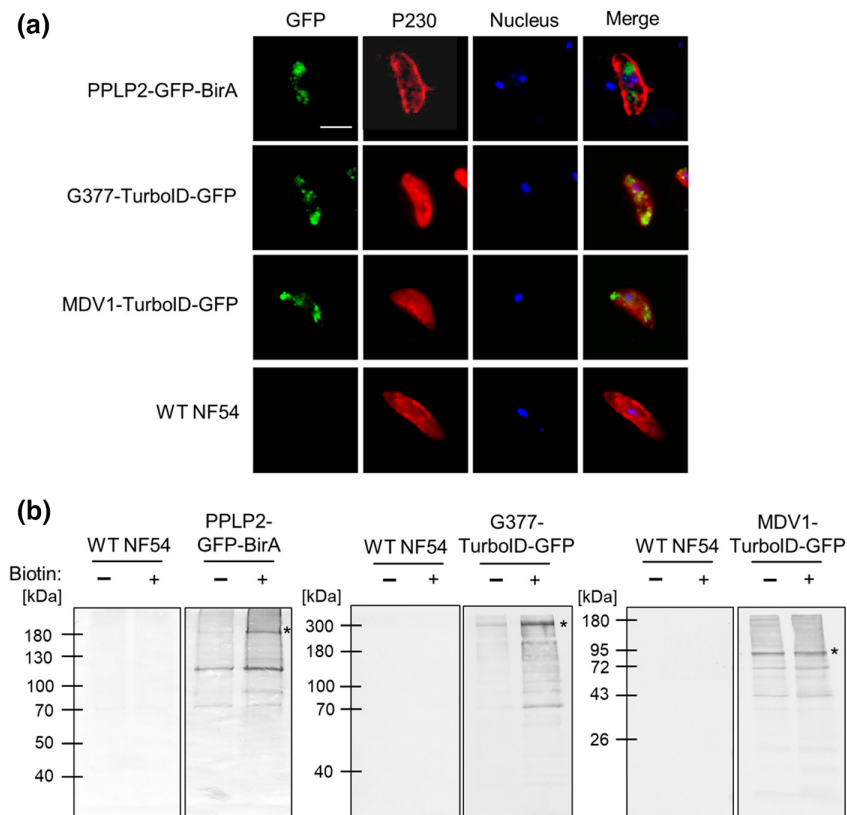 (a)
GFP P230 Nucleus Merge
PPLP2-GFP-BirA
G377-TurboID-GFP
MDV1-TurboID-GFP
WT NF54
(b)
WT NF54 PPLP2-GFP-BirA WT NF54 G377-TurboID-GFP WT NF54 MDV1-TurboID-GFP
Biotin: − + − + − + − + − + − +
[kDa] [kDa] [kDa]
180
130
100
70
50
40
*
300
180
100
70
40
*
180
95
72
43
26
*